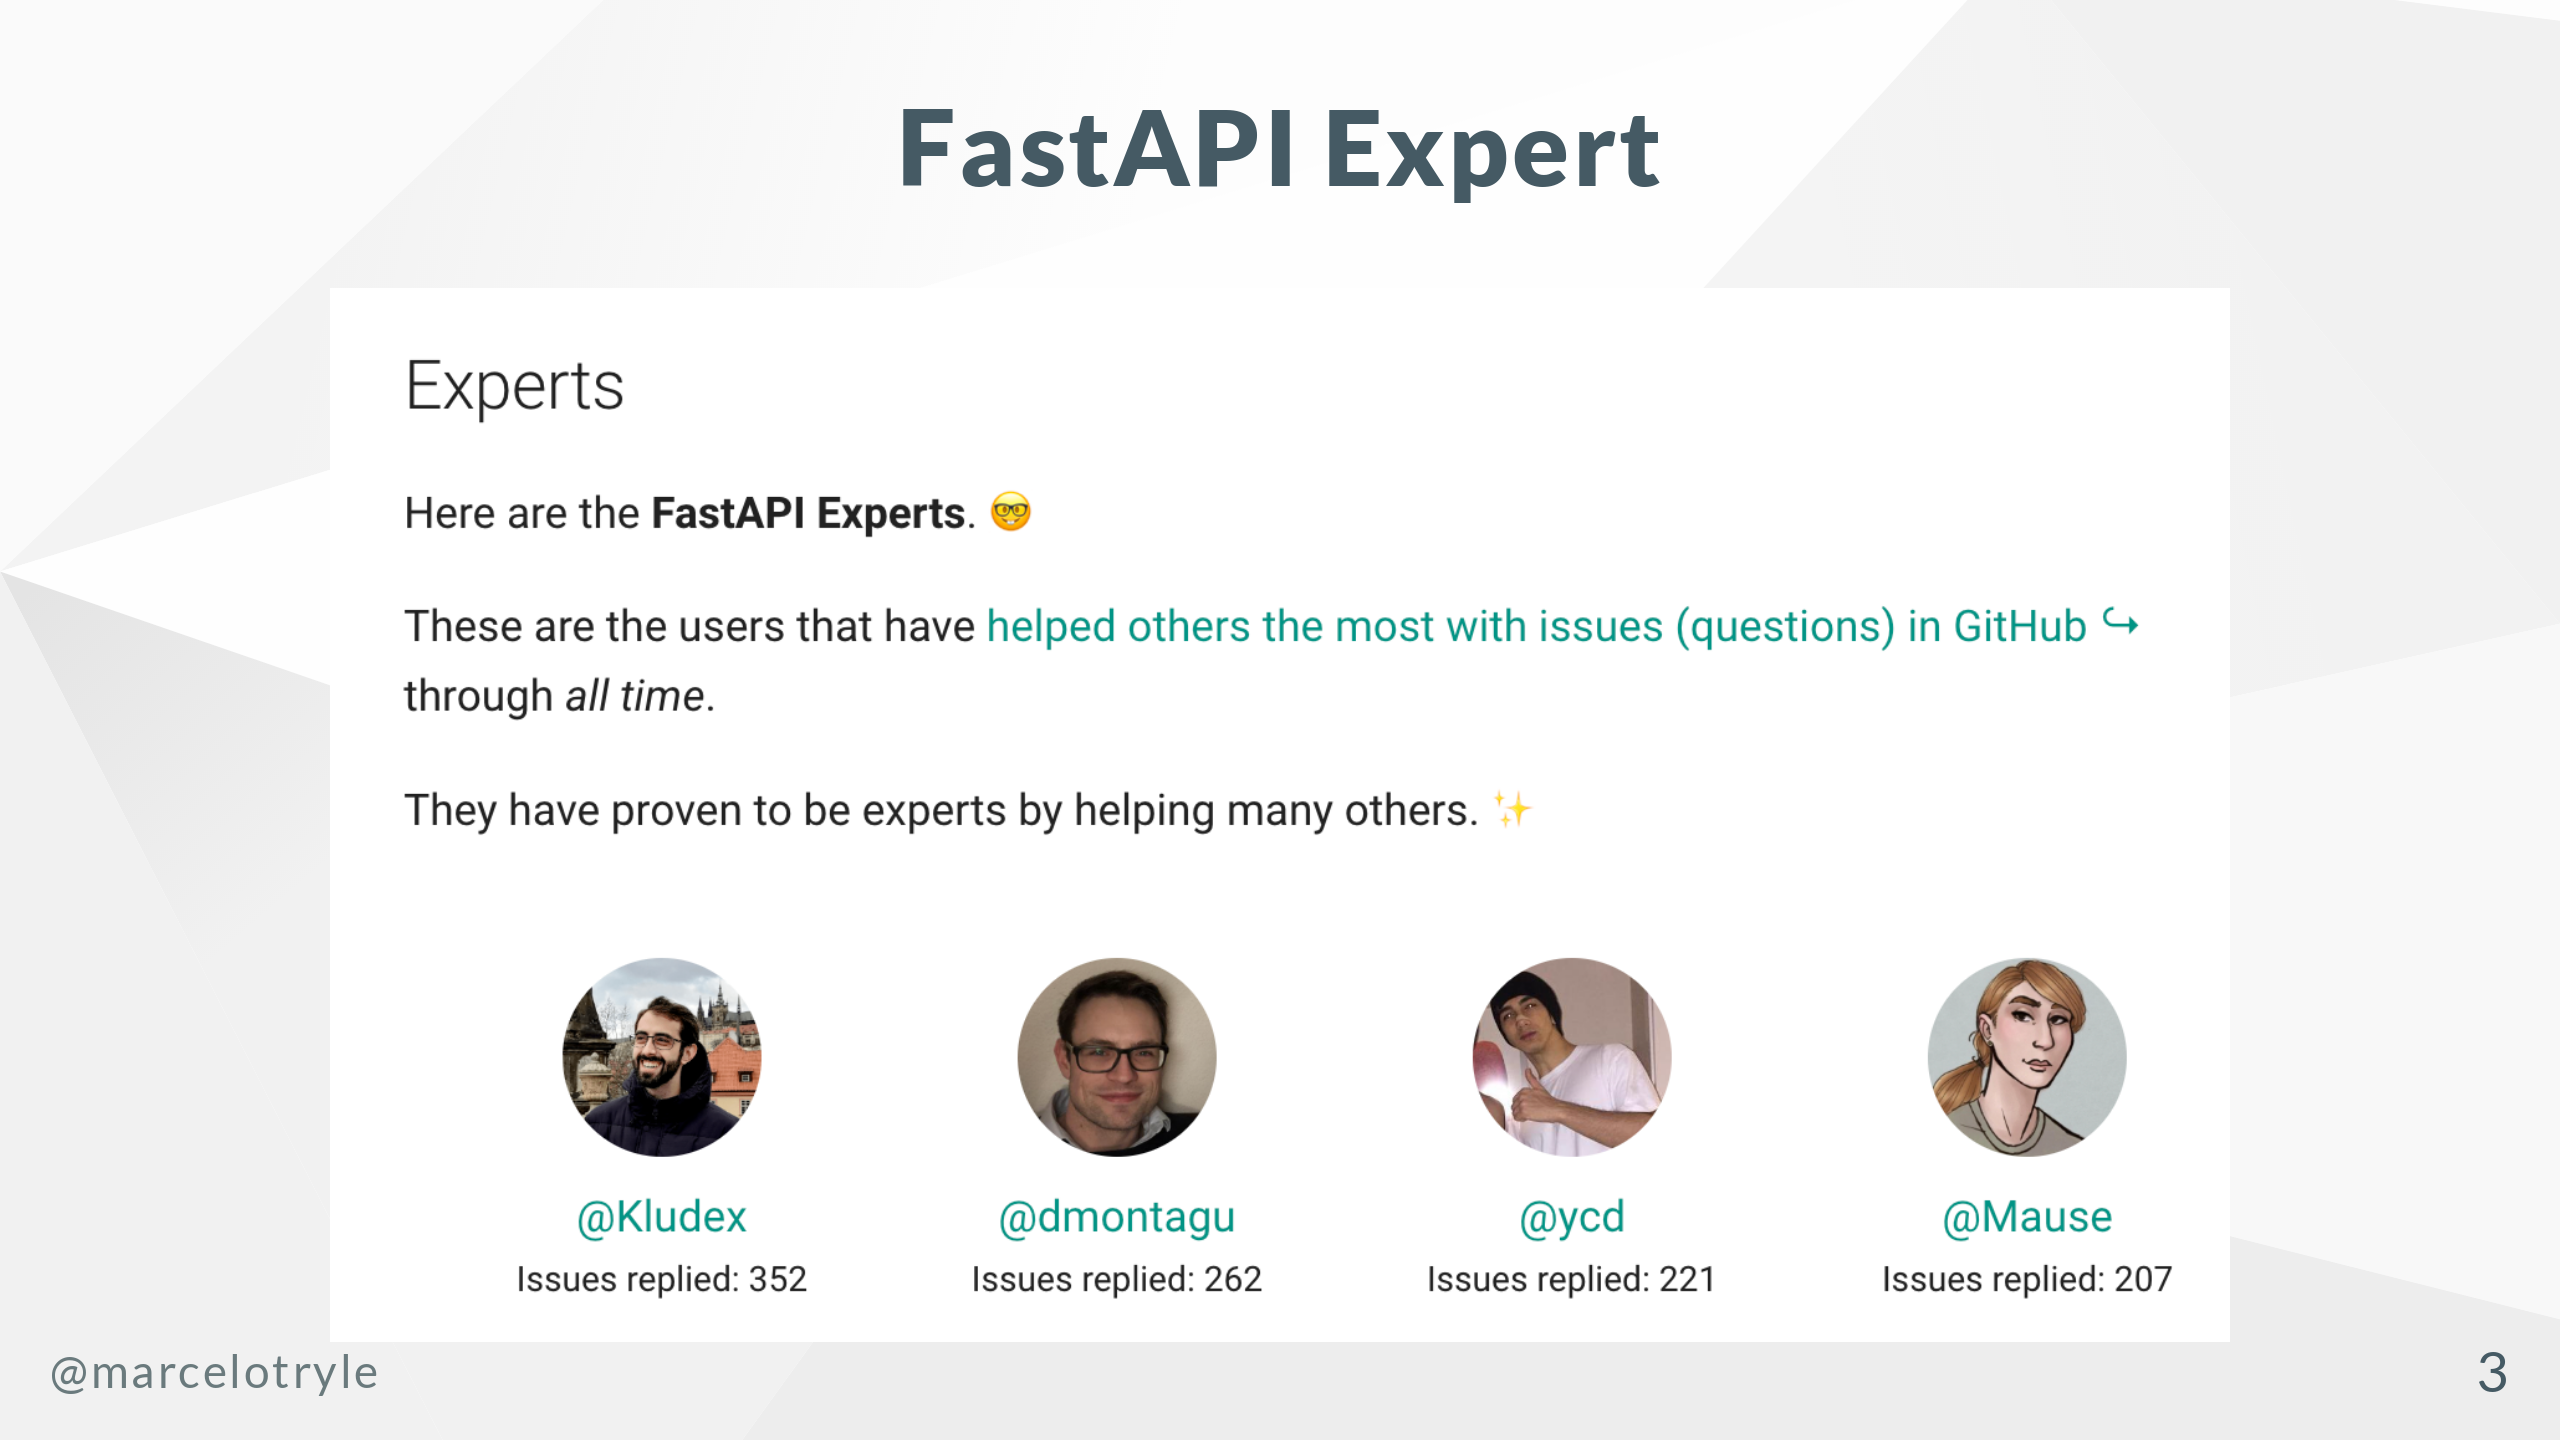 FastAPI Expert
Experts
Here are the FastAPI Experts. 🤓
These are the users that have helped others the most with issues (questions) in GitHub ↪
through all time.
They have proven to be experts by helping many others. ✨
@Kludex @dmontagu @ycd @Mause
Issues replied: 352 Issues replied: 262 Issues replied: 221 Issues replied: 207
@marcelotryle 3